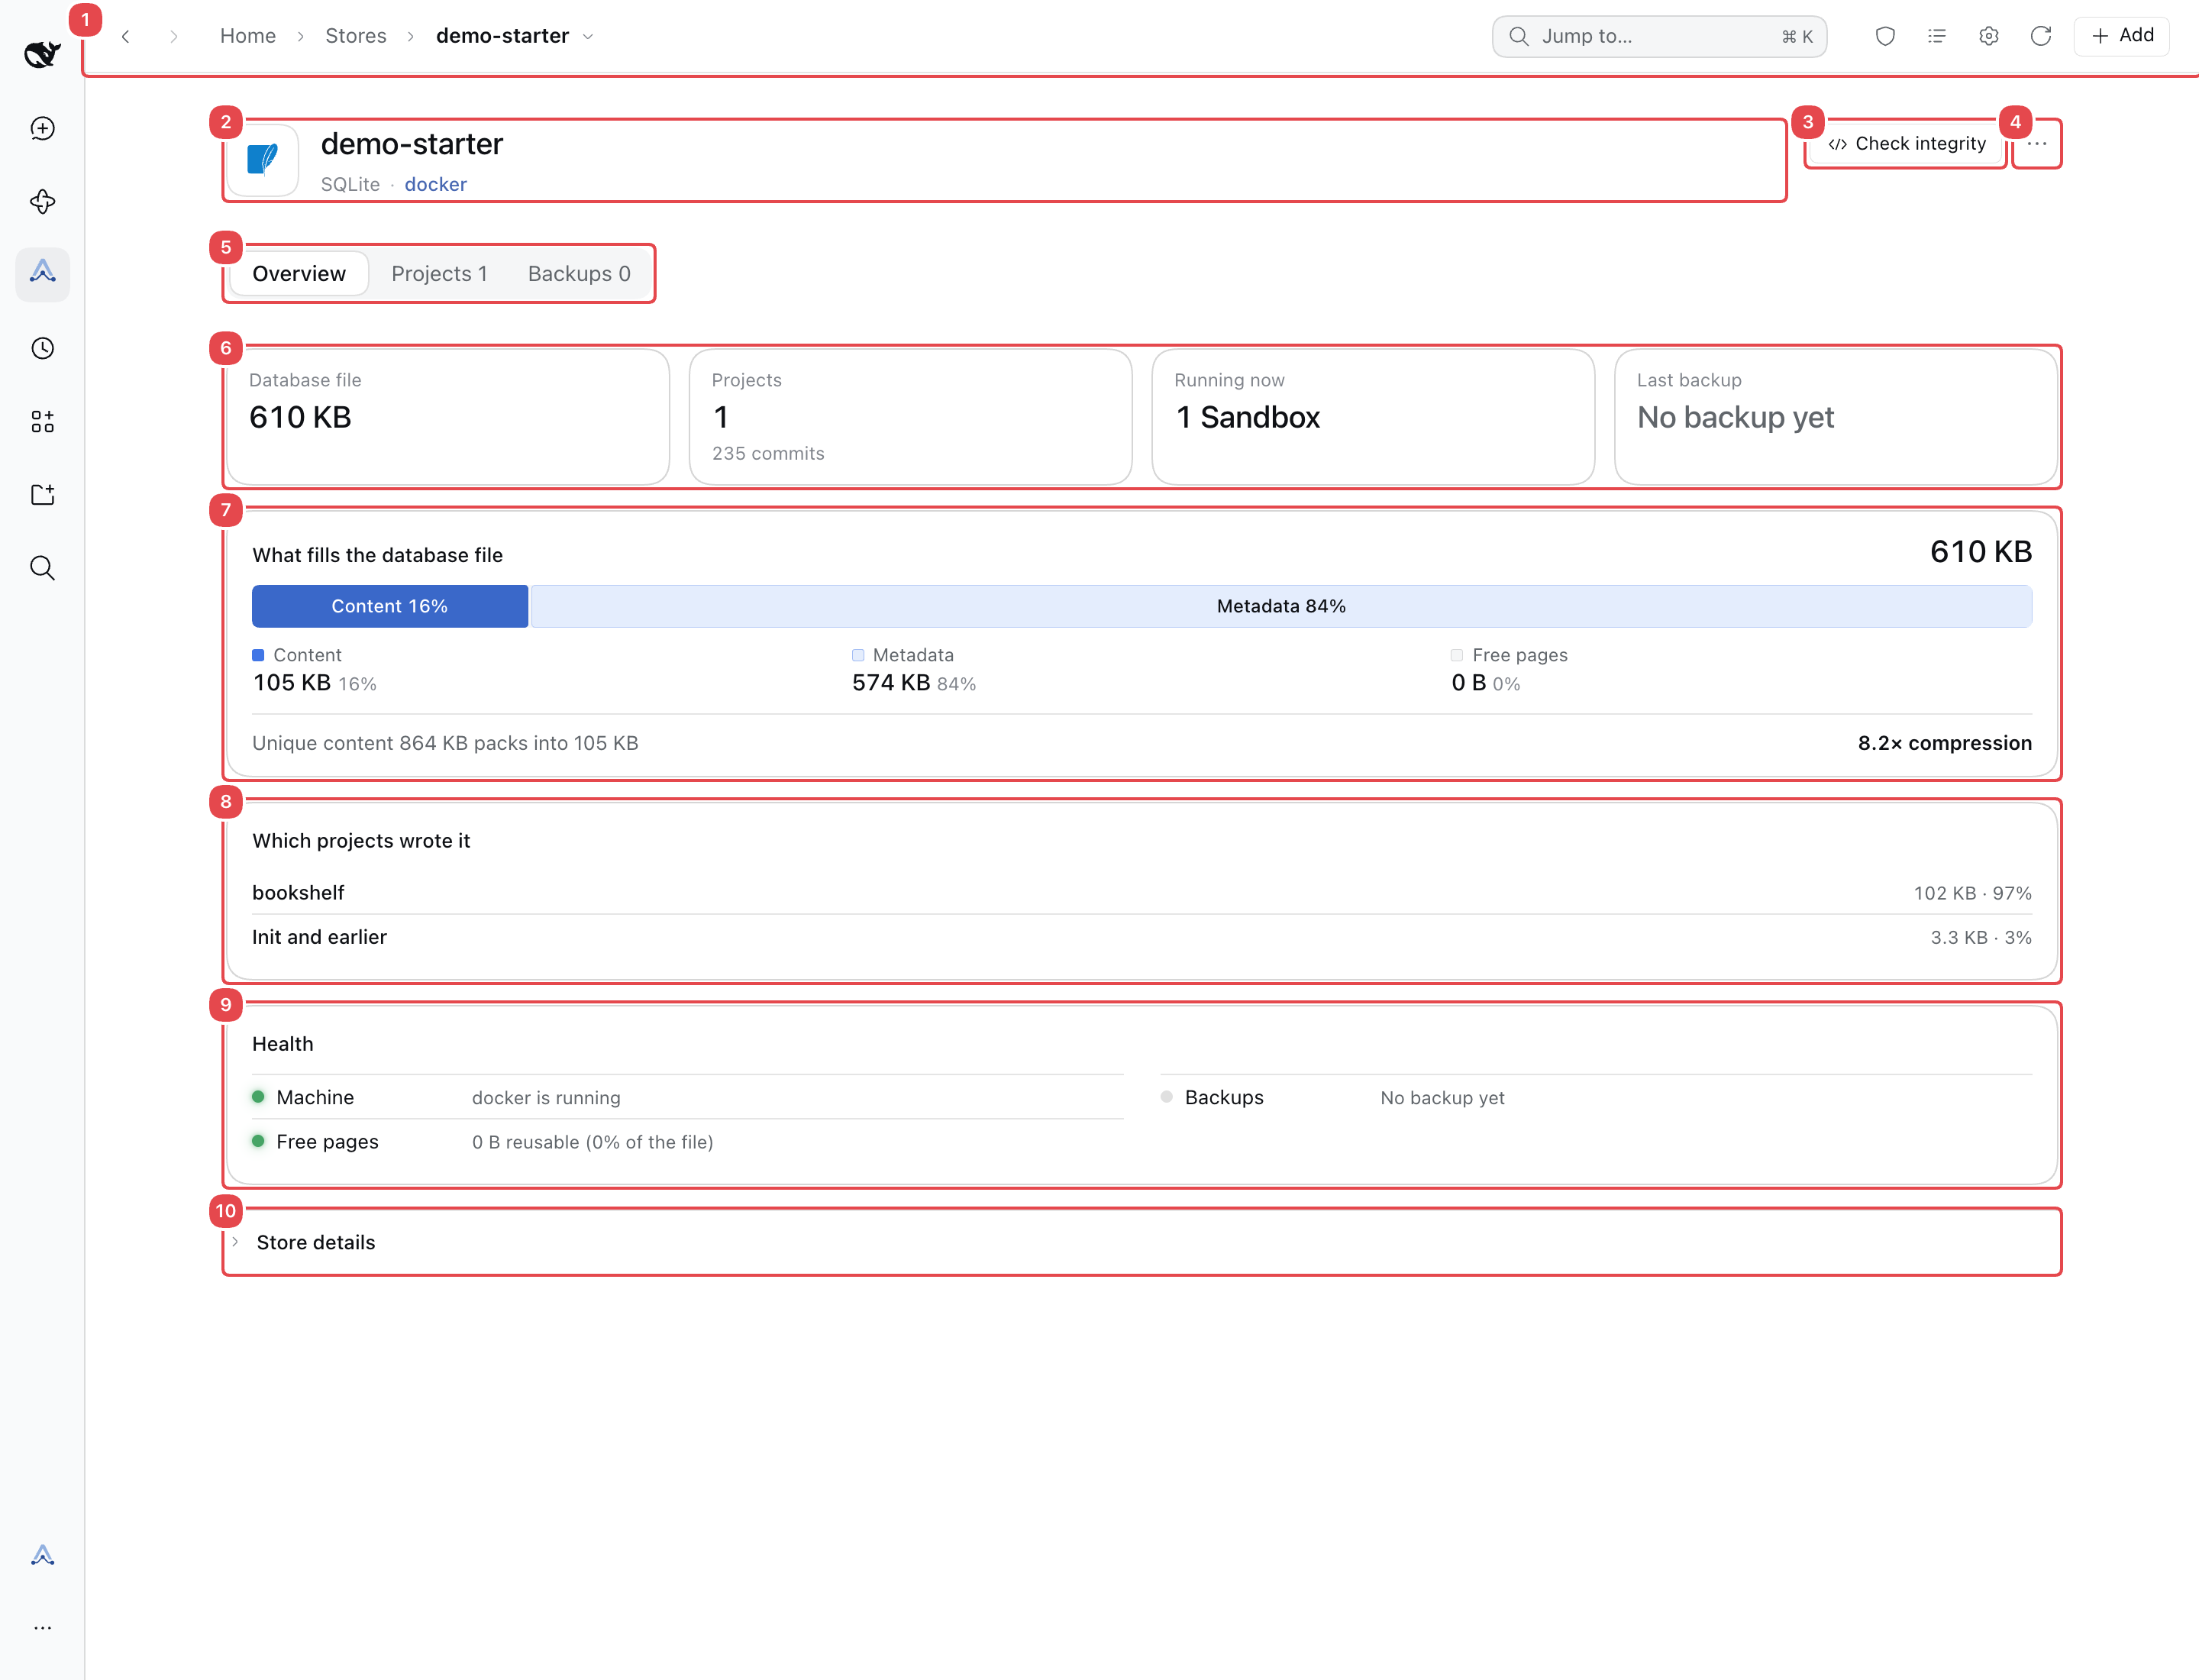 1
Home › Stores › demo-starter
Jump to... ⌘ K
+ Add
2
demo-starter
SQLite · docker
3
</> Check integrity
4
...
5
Overview
Projects 1
Backups 0
6
Database file
610 KB
Projects
1
235 commits
Running now
1 Sandbox
Last backup
No backup yet
7
What fills the database file
610 KB
Content 16%
Metadata 84%
Content
105 KB 16%
Metadata
574 KB 84%
Free pages
0 B 0%
Unique content 864 KB packs into 105 KB
8.2× compression
8
Which projects wrote it
bookshelf
102 KB · 97%
Init and earlier
3.3 KB · 3%
9
Health
Machine
docker is running
Backups
No backup yet
Free pages
0 B reusable (0% of the file)
10
› Store details